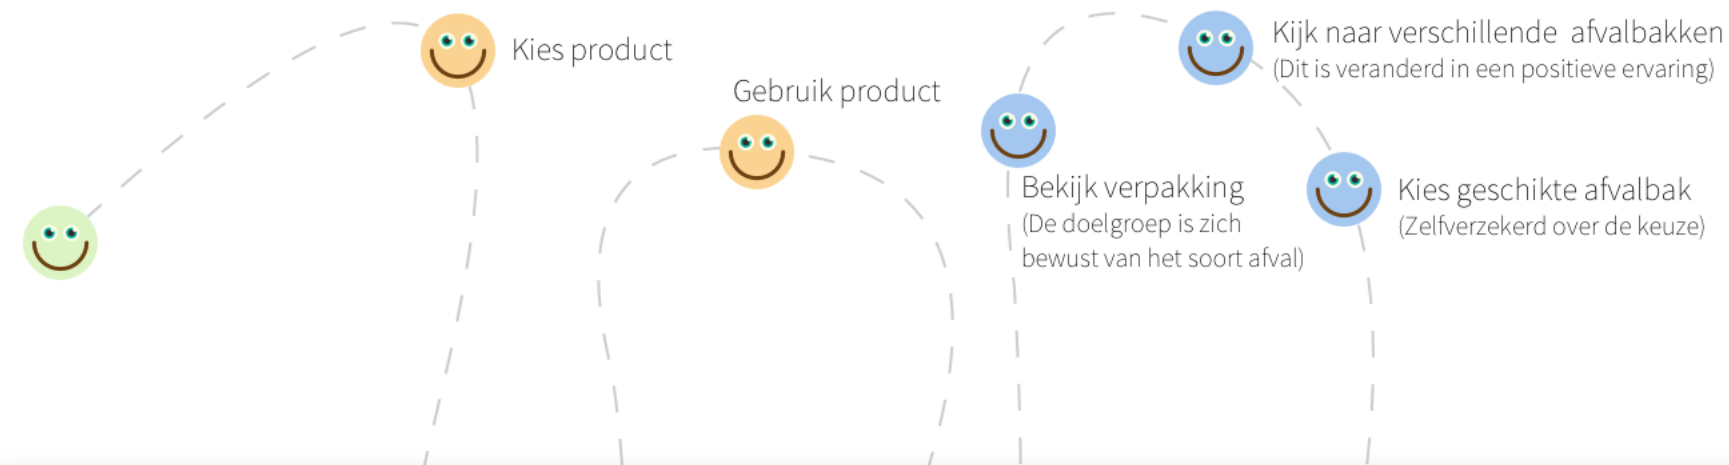 Kies product
Gebruik product
Bekijk verpakking
(De doelgroep is zich
bewust van het soort afval)
Kijk naar verschillende afvalbakken
(Dit is veranderd in een positieve ervaring)
Kies geschikte afvalbak
(Zelfverzekerd over de keuze)